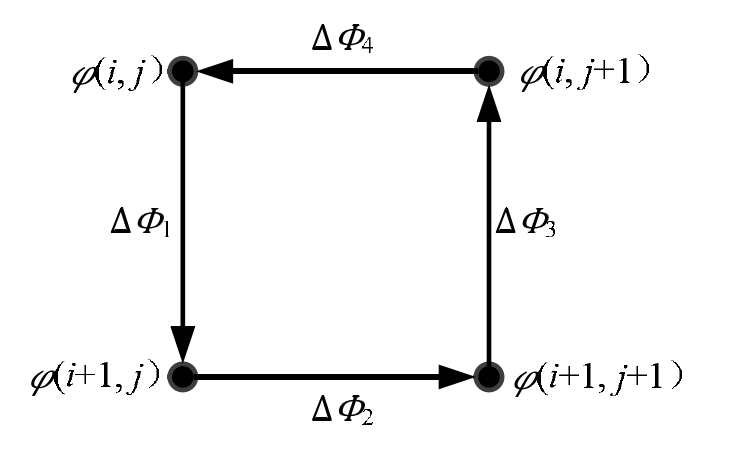 ΔΦ₄
φ(i, j)
φ(i, j+1)
ΔΦ₁
ΔΦ₃
φ(i+1, j)
φ(i+1, j+1)
ΔΦ₂